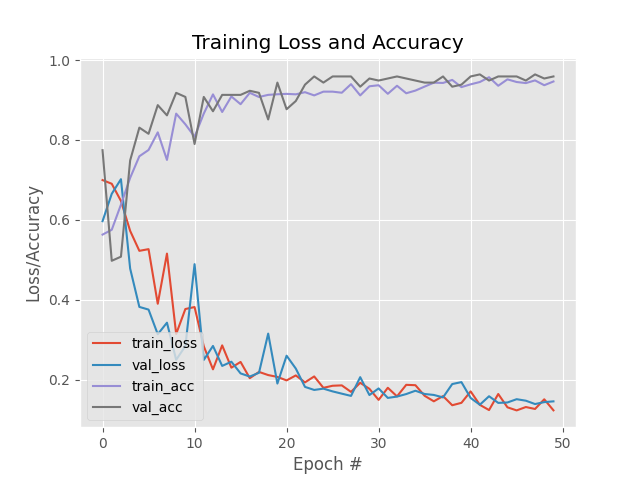 Training Loss and Accuracy
Loss/Accuracy
1.0
0.8
0.6
0.4
0.2
train_loss
val_loss
train_acc
val_acc
0 10 20 30 40 50
Epoch #